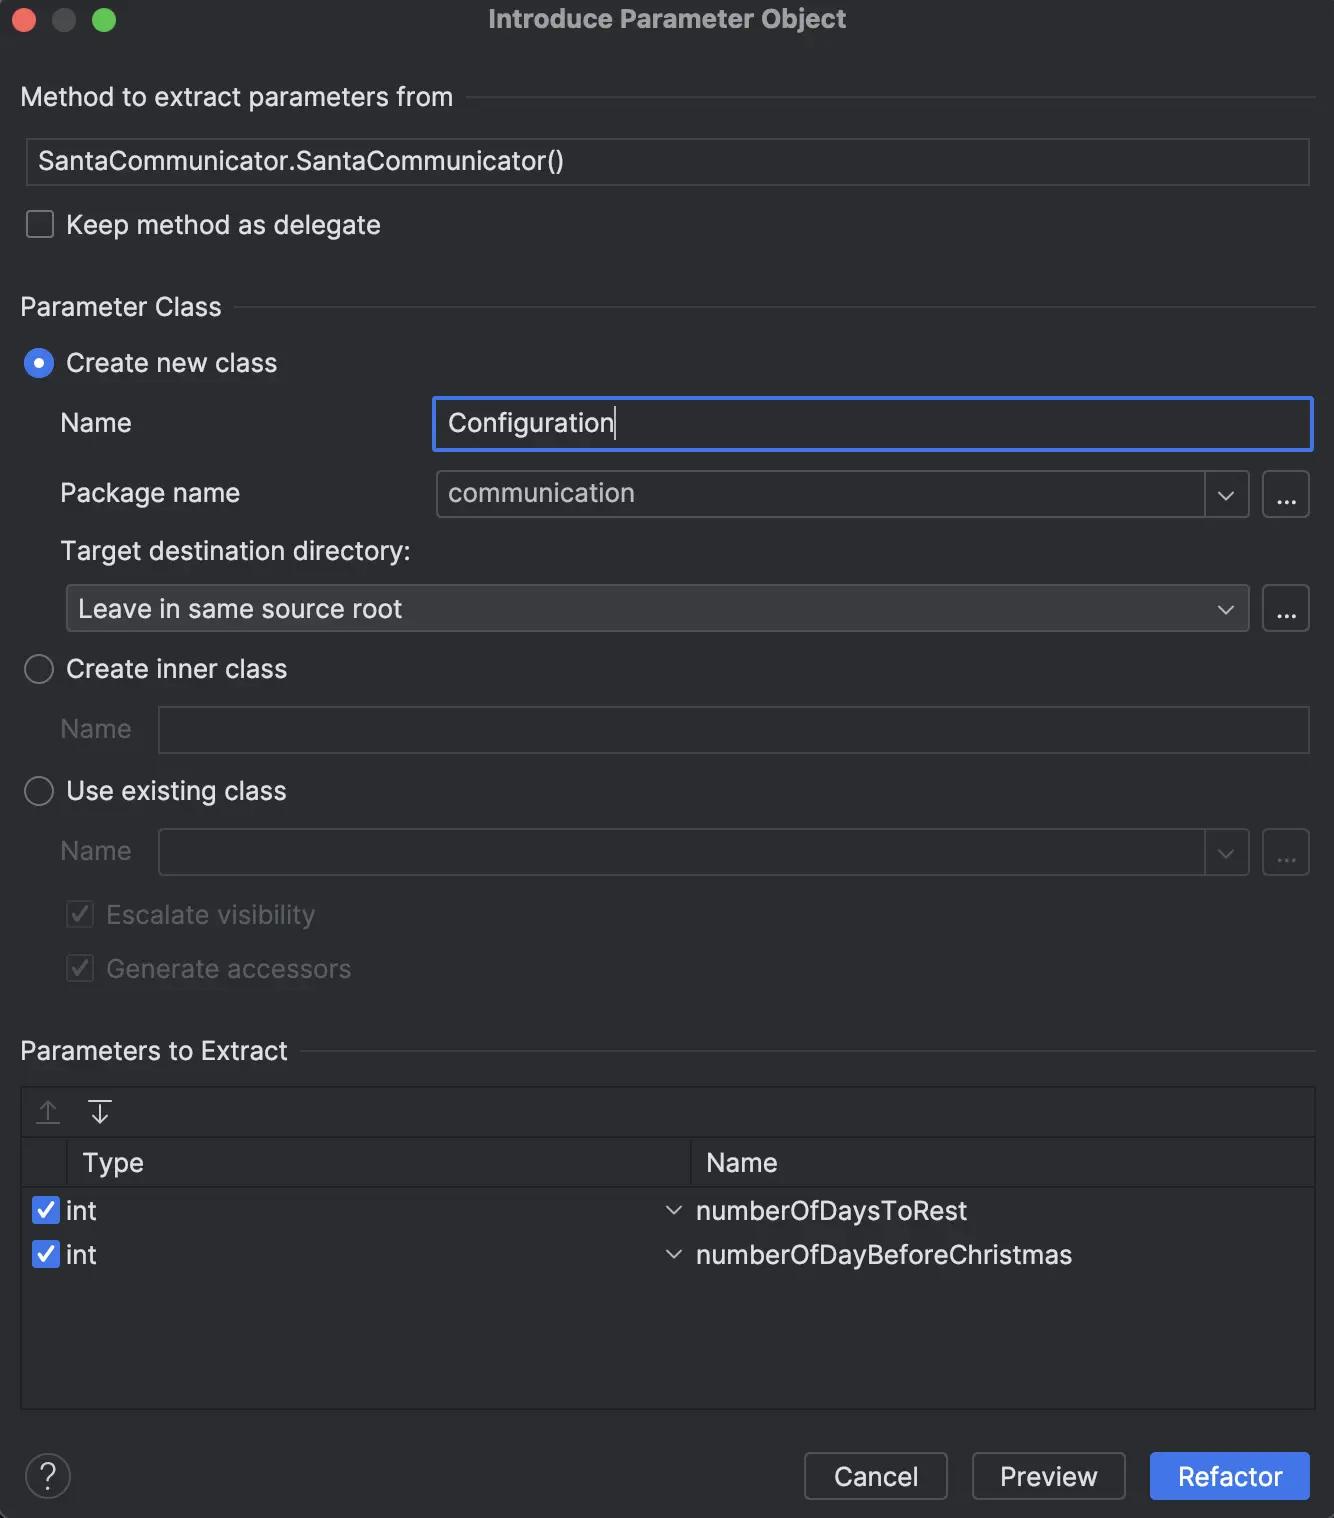 Introduce Parameter Object
Method to extract parameters from
SantaCommunicator.SantaCommunicator()
Keep method as delegate
Parameter Class
Create new class
Name Configuration
Package name communication ...
Target destination directory:
Leave in same source root ...
Create inner class
Name
Use existing class
Name ...
Escalate visibility
Generate accessors
Parameters to Extract
Type Name
int numberOfDaysToRest
int numberOfDayBeforeChristmas
? Cancel Preview Refactor